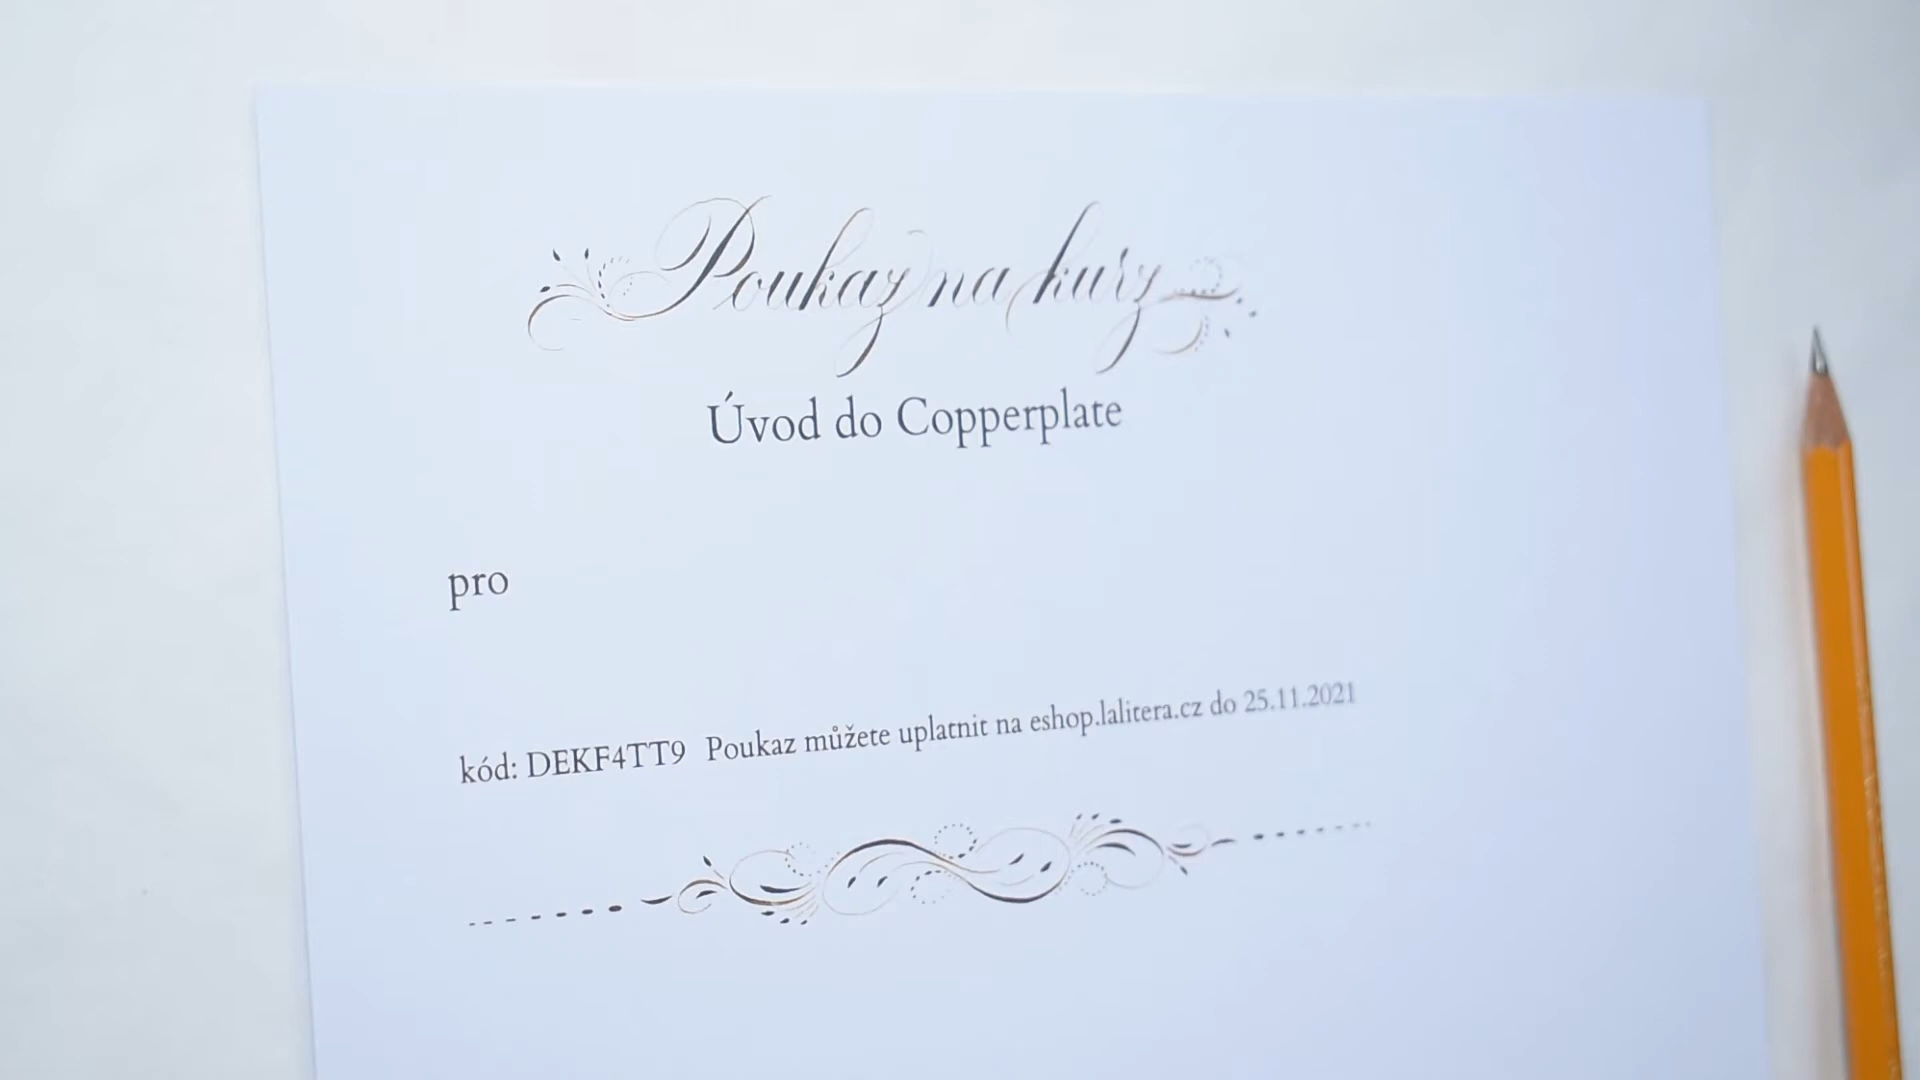 Poukaz na kurz
Úvod do Copperplate
pro
kód: DEKF4TT9 Poukaz můžete uplatnit na eshop.lalitera.cz do 25.11.2021